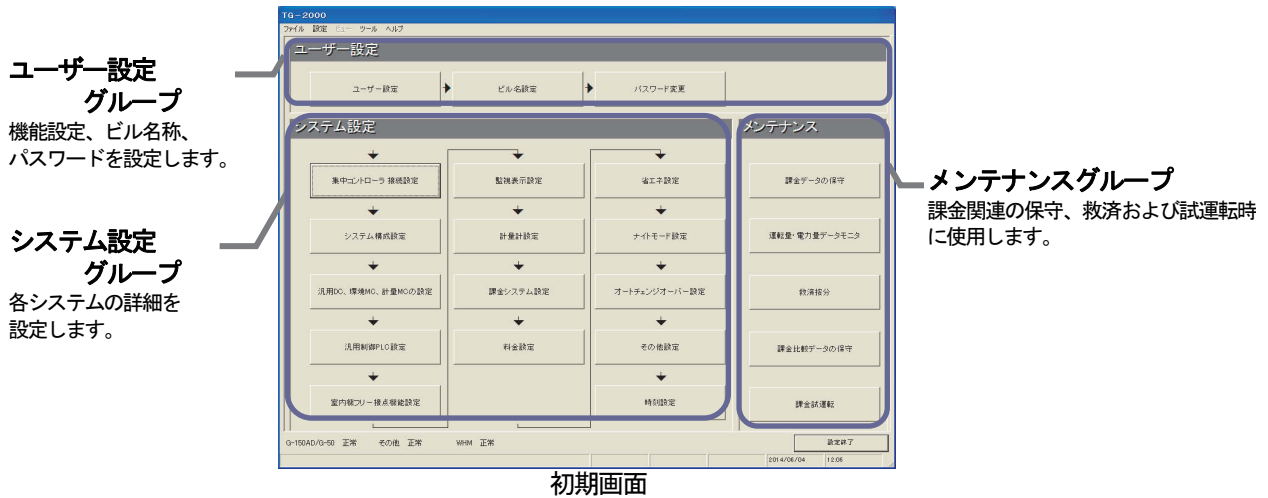 TG-2000
ファイル 設定 ビュー ツール ヘルプ
ユーザー設定
ユーザー設定
ビル名設定
パスワード変更
ユーザー設定
グループ
機能設定、ビル名称、
パスワードを設定します。
システム設定
グループ
各システムの詳細を
設定します。
システム設定
集中コントローラ 接続設定
システム構成設定
汎用DC、環境MC、計量MCの設定
汎用制御PLC設定
室内機フリー接点機能設定
監視表示設定
計量計設定
課金システム設定
料金設定
省エネ設定
ナイトモード設定
オートチェンジオーバー設定
その他設定
時刻設定
メンテナンス
課金データの保守
運転量・電力量データモニタ
救済按分
課金比較データの保守
課金試運転
メンテナンスグループ
課金関連の保守、救済および試運転時
に使用します。
G-150AD/G-50 正常 その他 正常 WHM 正常
設定終了
2014/06/04 12:06
初期画面